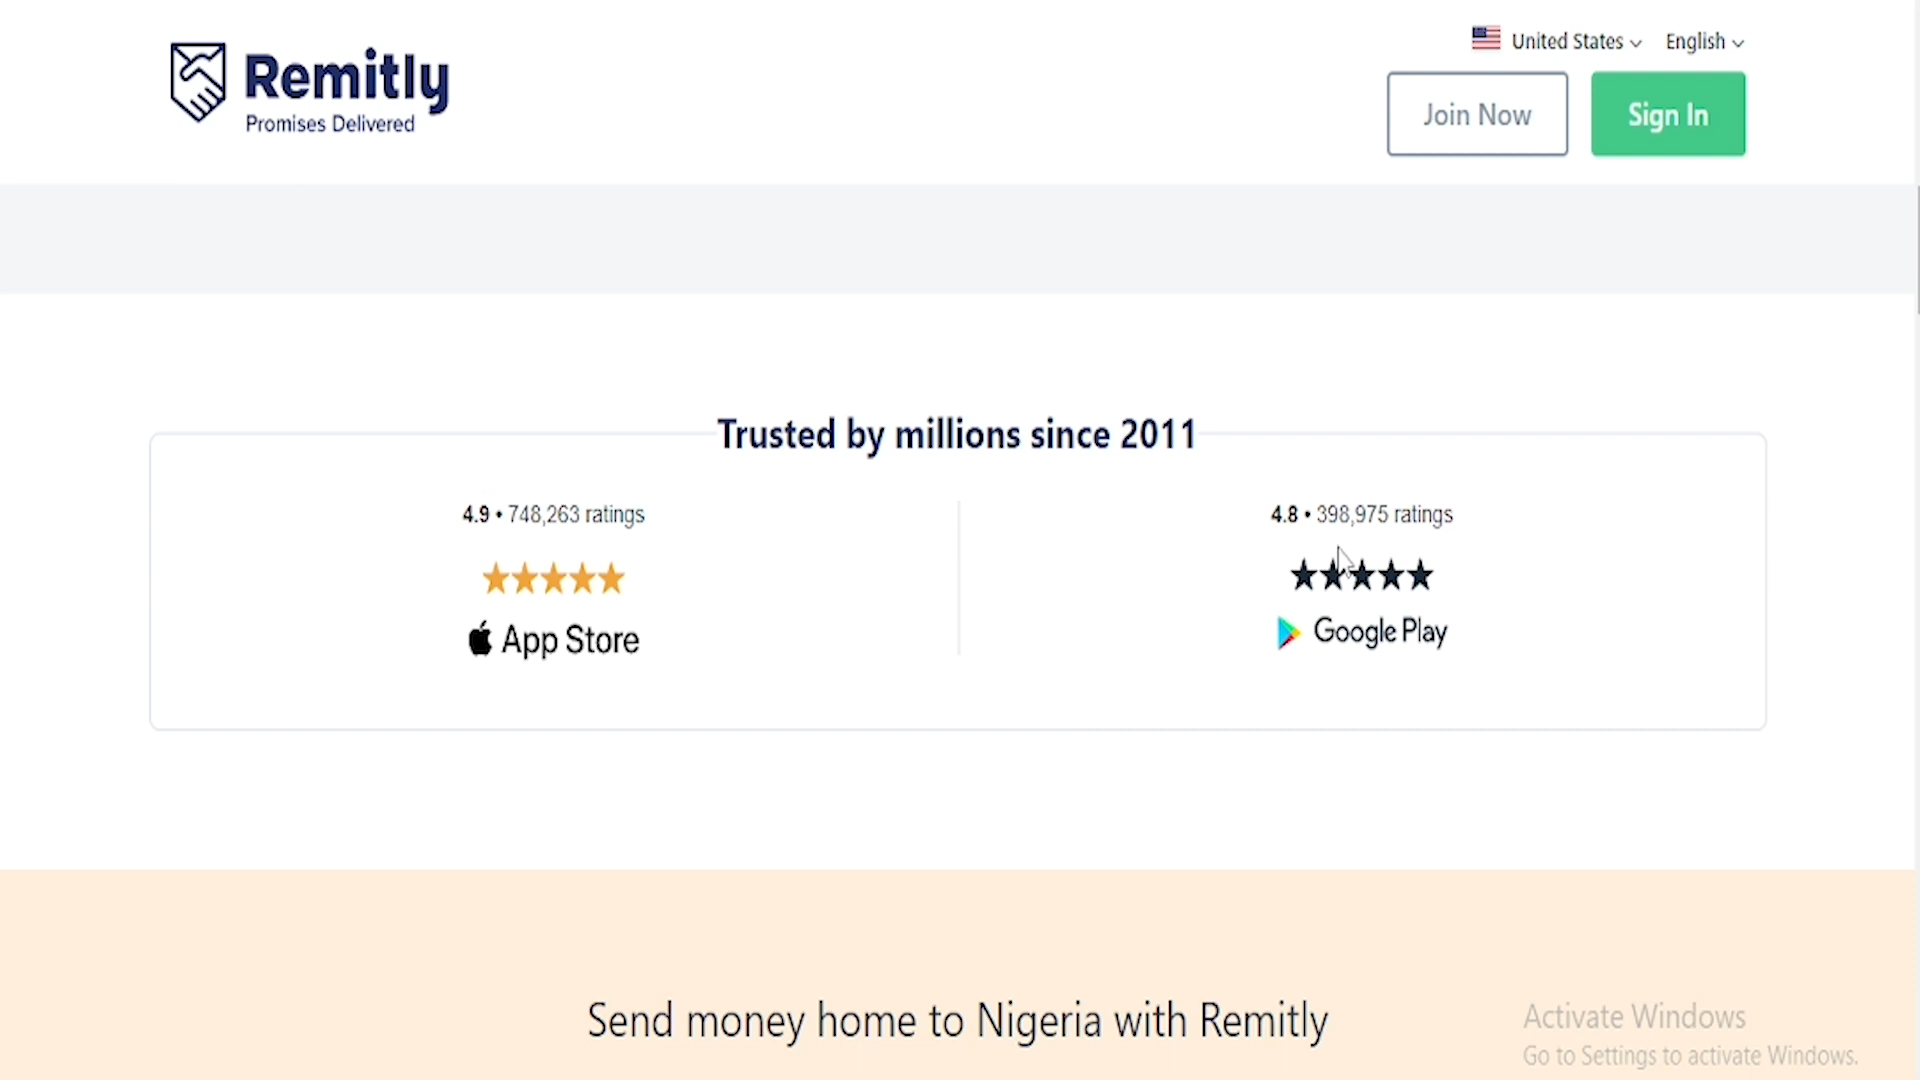 Remitly
Promises Delivered
United States
English
Join Now
Sign In
Trusted by millions since 2011
4.9 • 748,263 ratings
4.8 • 398,975 ratings
App Store
Google Play
Send money home to Nigeria with Remitly
Activate Windows
Go to Settings to activate Windows.